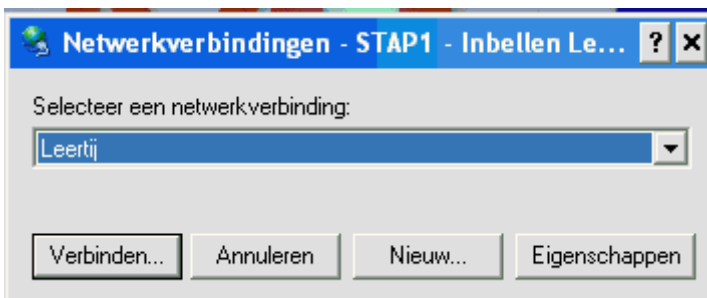 Netwerkverbindingen - STAP1 - Inbellen Le... ?
Selecteer een netwerkverbinding:
Leertij
Verbinden... Annuleren Nieuw... Eigenschappen